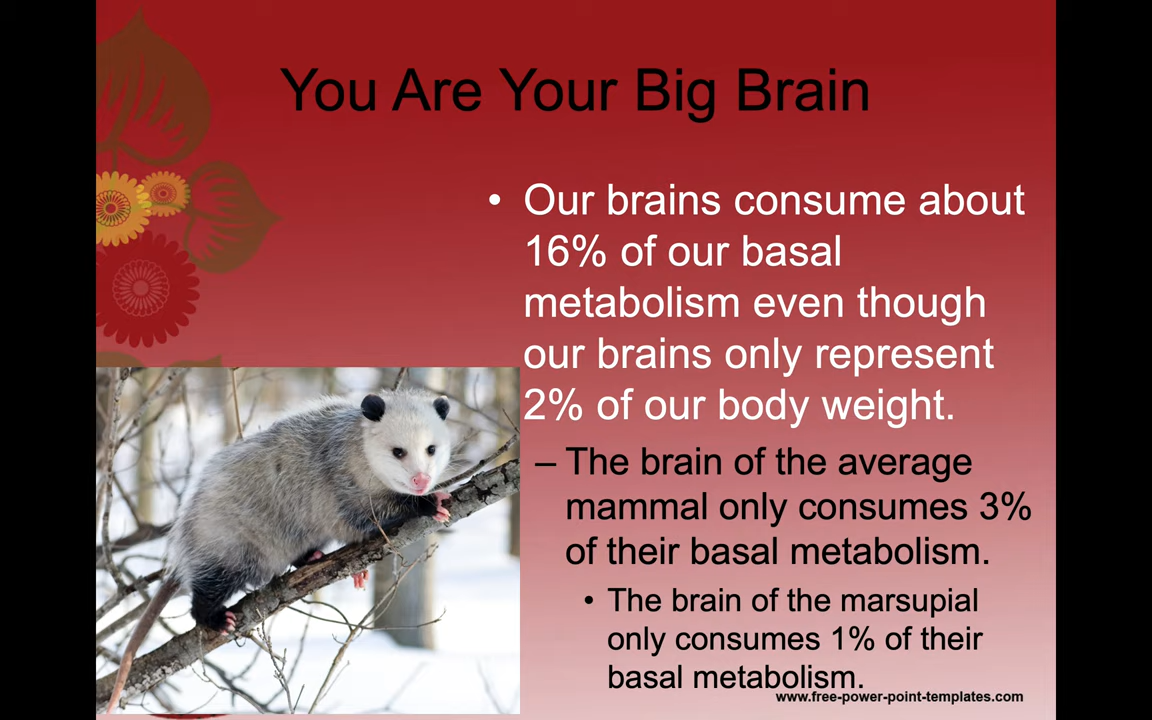 You Are Your Big Brain
• Our brains consume about
16% of our basal
metabolism even though
our brains only represent
2% of our body weight.
– The brain of the average
mammal only consumes 3%
of their basal metabolism.
• The brain of the marsupial
only consumes 1% of their
basal metabolism.
www.free-power-point-templates.com